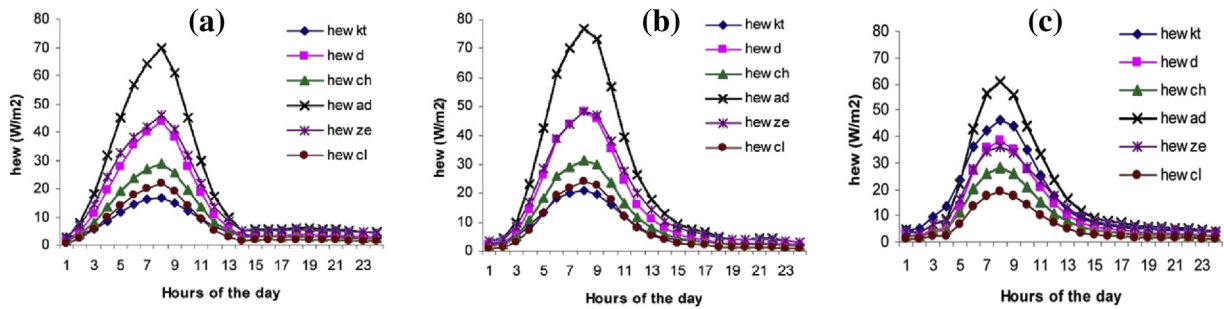 (a)
hew (W/m2)
80
70
60
50
40
30
20
10
0
1 3 5 7 9 11 13 15 17 19 21 23
Hours of the day
hew kt
hew d
hew ch
hew ad
hew ze
hew cl
(b)
hew (W/m2)
80
70
60
50
40
30
20
10
0
1 3 5 7 9 11 13 15 17 19 21 23
Hours of the day
hew kt
hew d
hew ch
hew ad
hew ze
hew cl
(c)
hew (W/m2)
80
70
60
50
40
30
20
10
0
1 3 5 7 9 11 13 15 17 19 21 23
Hours of the day
hew kt
hew d
hew ch
hew ad
hew ze
hew cl